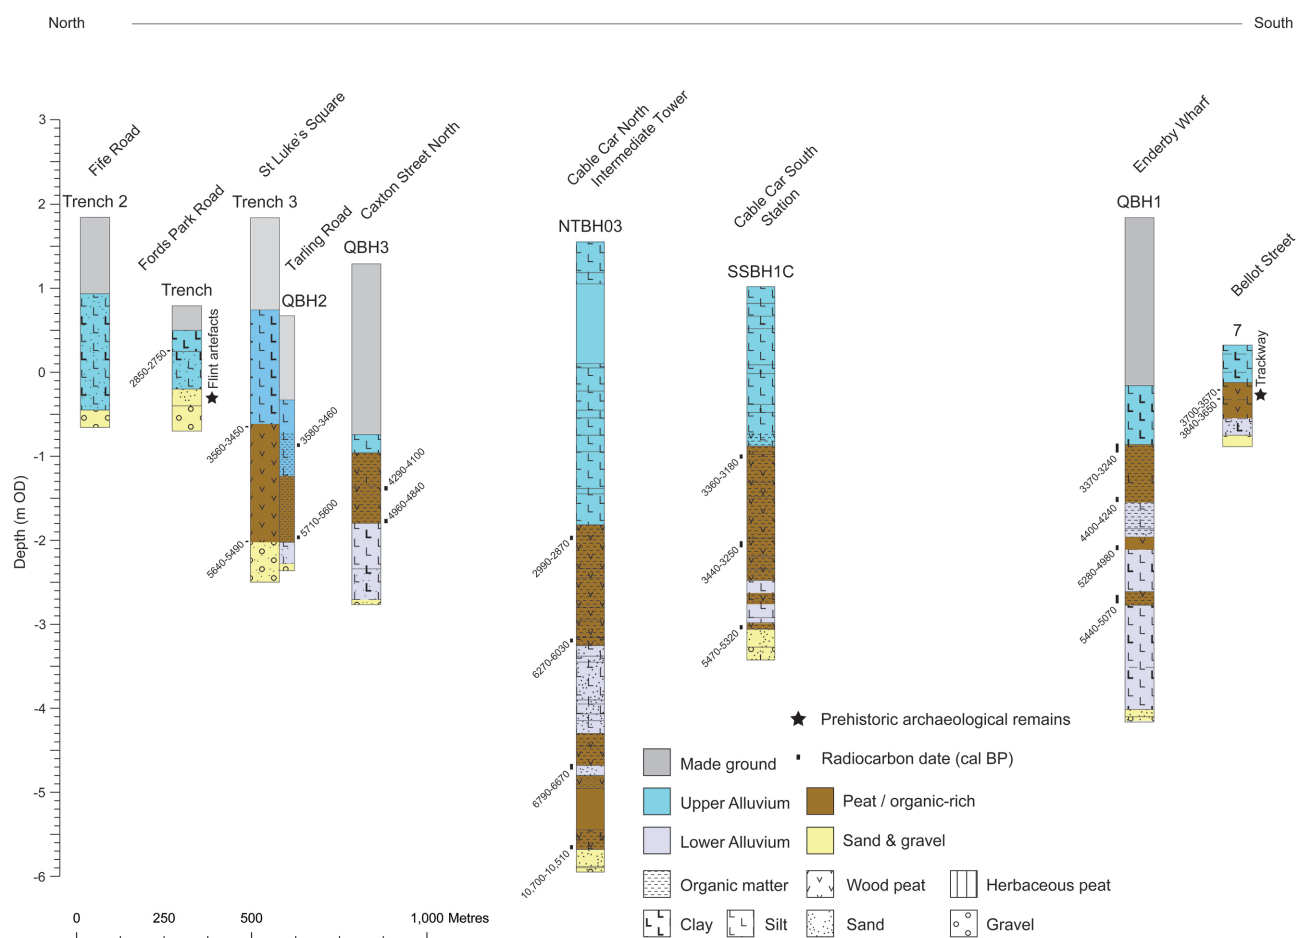 North
South
Fife Road
Trench 2
Fords Park Road
Trench
2850-2750
Flint artefacts
St Luke's Square
Trench 3
3560-3450
5640-5490
Tarling Road
QBH2
3580-3460
5710-5600
Caxton Street North
QBH3
4290-4100
4960-4840
Cable Car North
Intermediate Tower
NTBH03
2990-2870
6270-6030
6790-6670
10,700-10,510
Cable Car South
Station
SSBH1C
3360-3180
3440-3250
5470-5320
Enderby Wharf
QBH1
3370-3240
4400-4240
5280-4980
5440-5070
Bellot Street
7
3700-3570
3840-3650
Trackway
Depth (m OD)
3
2
1
0
-1
-2
-3
-4
-5
-6
Prehistoric archaeological remains
Made ground
Radiocarbon date (cal BP)
Upper Alluvium
Peat / organic-rich
Lower Alluvium
Sand & gravel
Organic matter
Wood peat
Herbaceous peat
Clay
Silt
Sand
Gravel
0 250 500 1,000 Metres